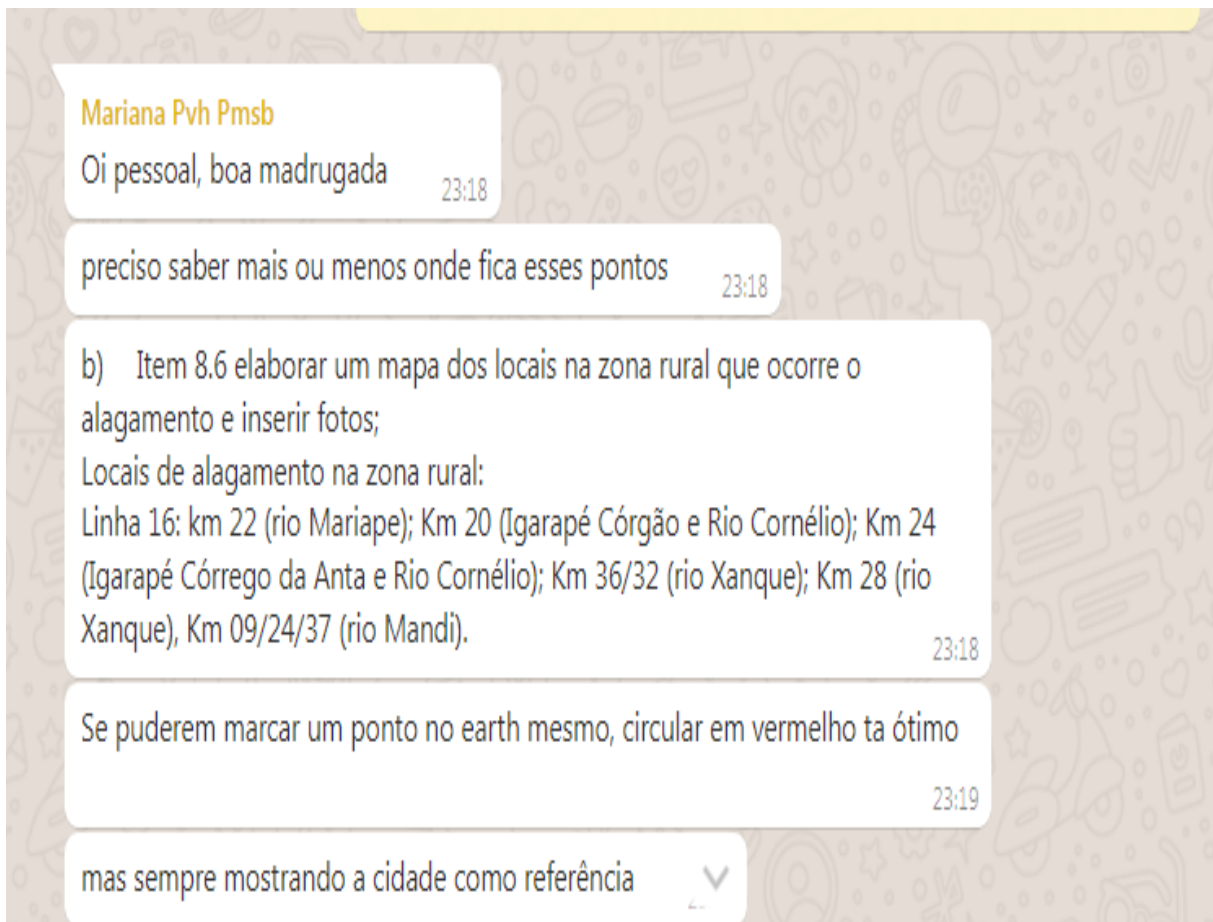 Mariana Pvh Pmsb
Oi pessoal, boa madrugada
23:18
preciso saber mais ou menos onde fica esses pontos
23:18
b) Item 8.6 elaborar um mapa dos locais na zona rural que ocorre o
alagamento e inserir fotos;
Locais de alagamento na zona rural:
Linha 16: km 22 (rio Mariape); Km 20 (Igarapé Córgão e Rio Cornélio); Km 24
(Igarapé Córrego da Anta e Rio Cornélio); Km 36/32 (rio Xanque); Km 28 (rio
Xanque), Km 09/24/37 (rio Mandi).
23:18
Se puderem marcar um ponto no earth mesmo, circular em vermelho ta ótimo
23:19
mas sempre mostrando a cidade como referência